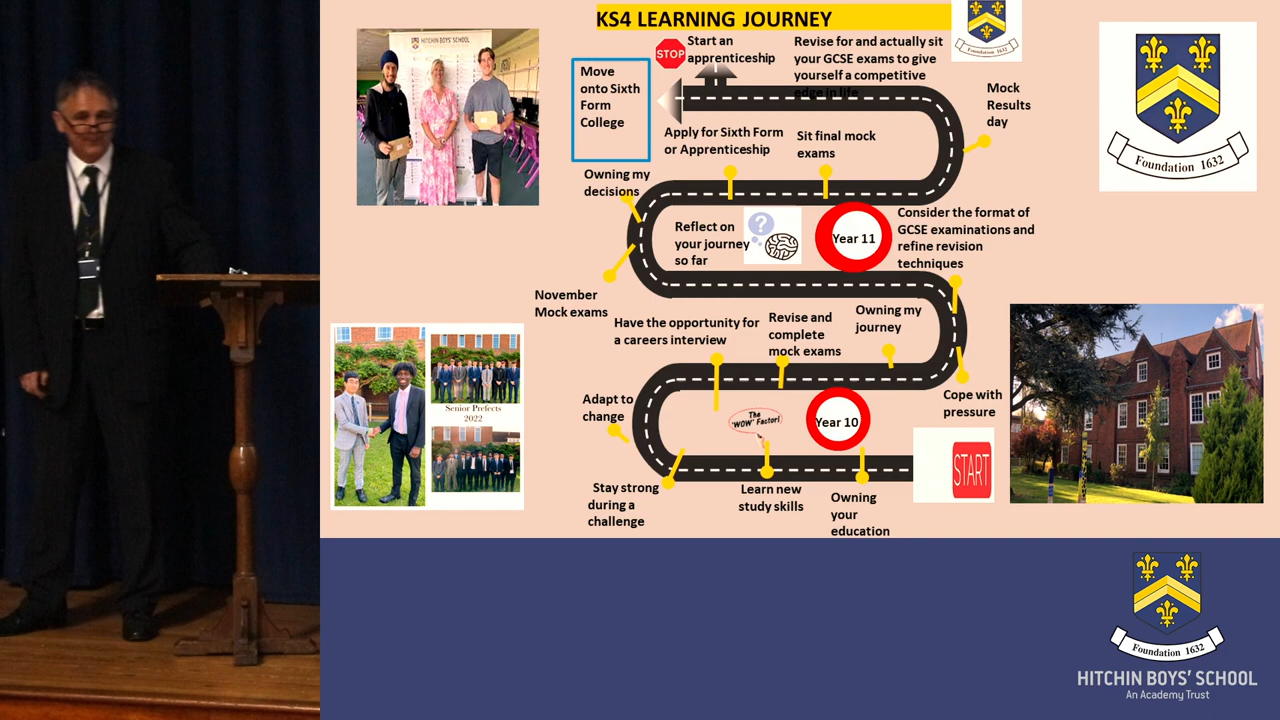 KS4 LEARNING JOURNEY
HITCHIN BOYS' SCHOOL
STOP
Start an
apprenticeship
Revise for and actually sit
your GCSE exams to give
yourself a competitive
edge in life
Move
onto Sixth
Form
College
Mock
Results
day
Foundation 1632
Apply for Sixth Form
or Apprenticeship
Sit final mock
exams
Owning my
decisions
Reflect on
your journey
so far
?
Year 11
Consider the format of
GCSE examinations and
refine revision
techniques
November
Mock exams
Have the opportunity for
a careers interview
Revise and
complete
mock exams
Owning my
journey
Cope with
pressure
Adapt to
change
The
'WOW' Factor!
Year 10
START
Senior Prefects
2022
Stay strong
during a
challenge
Learn new
study skills
Owning
your
education
Foundation 1632
HITCHIN BOYS' SCHOOL
An Academy Trust